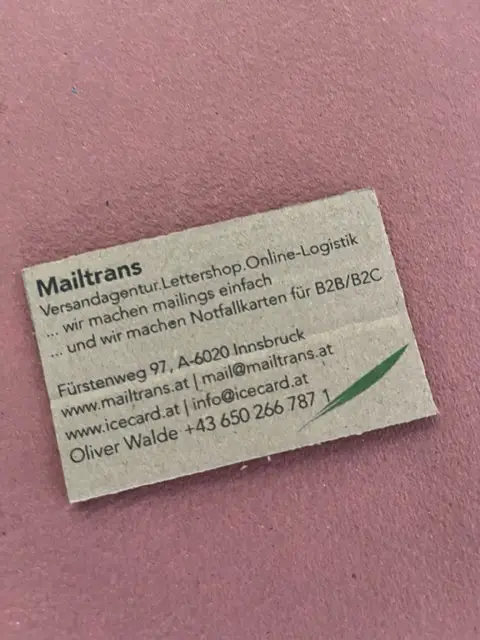 Mailtrans
Versandagentur.Lettershop.Online-Logistik
... wir machen mailings einfach
... und wir machen Notfallkarten für B2B/B2C
Fürstenweg 97, A-6020 Innsbruck
www.mailtrans.at | mail@mailtrans.at
www.icecard.at | info@icecard.at
Oliver Walde +43 650 266 787 1